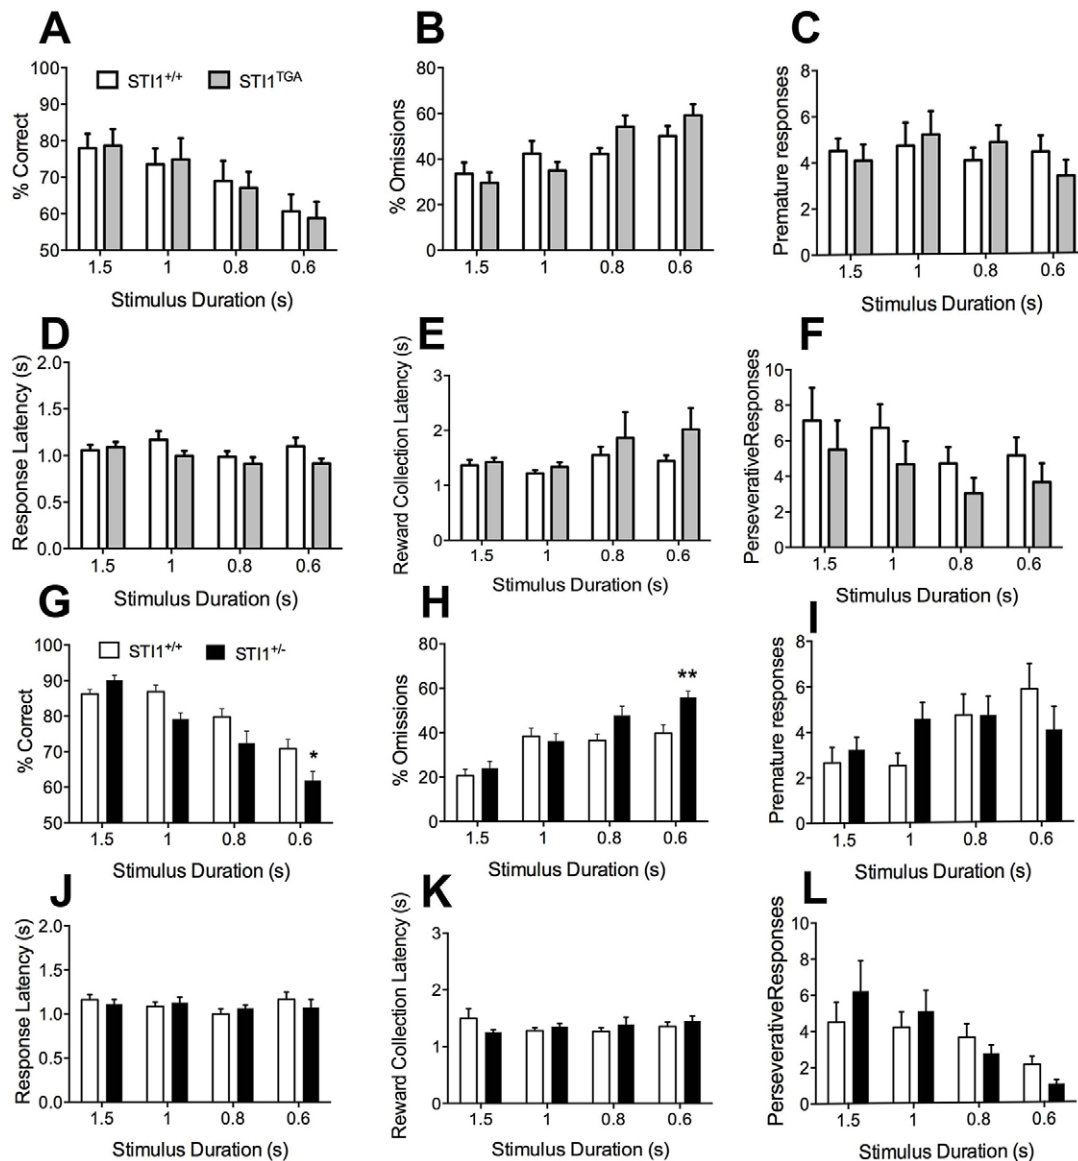 A
STI1+/+
STI1TGA
% Correct
100
90
80
70
60
50
1.5
1
0.8
0.6
Stimulus Duration (s)
B
% Omissions
80
60
40
20
0
1.5
1
0.8
0.6
Stimulus Duration (s)
C
Premature responses
8
6
4
2
0
1.5
1
0.8
0.6
Stimulus Duration (s)
D
Response Latency (s)
2.0
1.5
1.0
0.5
0.0
1.5
1
0.8
0.6
Stimulus Duration (s)
E
Reward Collection Latency (s)
3
2
1
0
1.5
1
0.8
0.6
Stimulus Duration (s)
F
PerseverativeResponses
10
8
6
4
2
0
1.5
1
0.8
0.6
Stimulus Duration (s)
G
STI1+/+
STI1+/-
% Correct
100
90
80
70
60
50
*
1.5
1
0.8
0.6
Stimulus Duration (s)
H
% Omissions
80
60
40
20
0
**
1.5
1
0.8
0.6
Stimulus Duration (s)
I
Premature responses
8
6
4
2
0
1.5
1
0.8
0.6
Stimulus Duration (s)
J
Response Latency (s)
2.0
1.5
1.0
0.5
0.0
1.5
1
0.8
0.6
Stimulus Duration (s)
K
Reward Collection Latency (s)
3
2
1
0
1.5
1
0.8
0.6
Stimulus Duration (s)
L
PerseverativeResponses
10
8
6
4
2
0
1.5
1
0.8
0.6
Stimulus Duration (s)